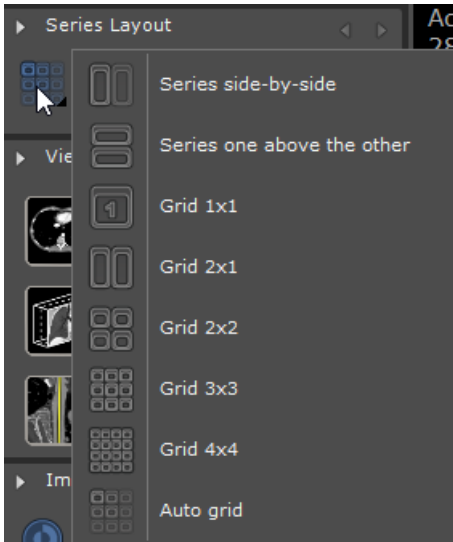 Series Layout
Series side-by-side
Series one above the other
1
Grid 1x1
Grid 2x1
Grid 2x2
Grid 3x3
Grid 4x4
Auto grid